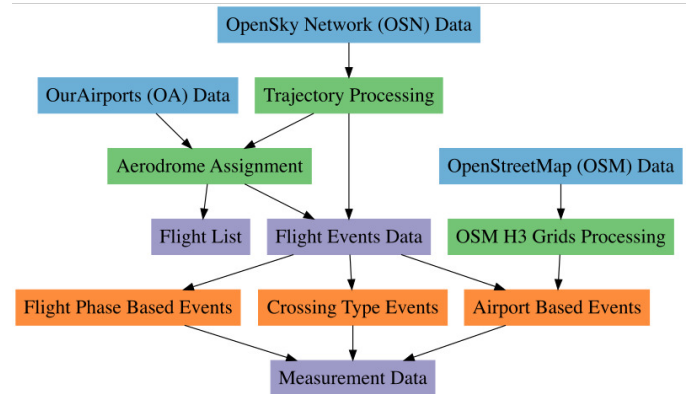 OpenSky Network (OSN) Data
OurAirports (OA) Data
Trajectory Processing
Aerodrome Assignment
OpenStreetMap (OSM) Data
Flight List
Flight Events Data
OSM H3 Grids Processing
Flight Phase Based Events
Crossing Type Events
Airport Based Events
Measurement Data